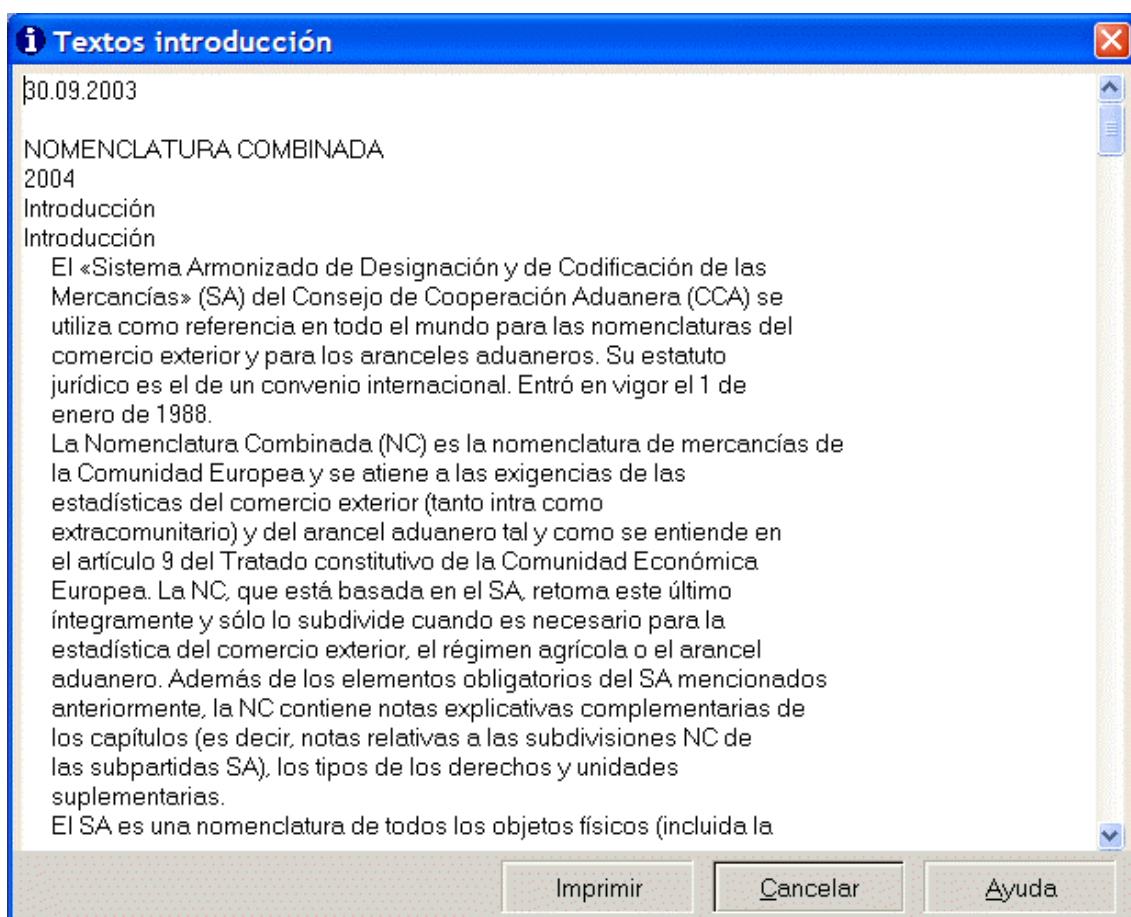 Textos introducción
30.09.2003
NOMENCLATURA COMBINADA
2004
Introducción
Introducción
El «Sistema Armonizado de Designación y de Codificación de las
Mercancías» (SA) del Consejo de Cooperación Aduanera (CCA) se
utiliza como referencia en todo el mundo para las nomenclaturas del
comercio exterior y para los aranceles aduaneros. Su estatuto
jurídico es el de un convenio internacional. Entró en vigor el 1 de
enero de 1988.
La Nomenclatura Combinada (NC) es la nomenclatura de mercancías de
la Comunidad Europea y se atiene a las exigencias de las
estadísticas del comercio exterior (tanto intra como
extracomunitario) y del arancel aduanero tal y como se entiende en
el artículo 9 del Tratado constitutivo de la Comunidad Económica
Europea. La NC, que está basada en el SA, retoma este último
íntegramente y sólo lo subdivide cuando es necesario para la
estadística del comercio exterior, el régimen agrícola o el arancel
aduanero. Además de los elementos obligatorios del SA mencionados
anteriormente, la NC contiene notas explicativas complementarias de
los capítulos (es decir, notas relativas a las subdivisiones NC de
las subpartidas SA), los tipos de los derechos y unidades
suplementarias.
El SA es una nomenclatura de todos los objetos físicos (incluida la
Imprimir
Cancelar
Ayuda